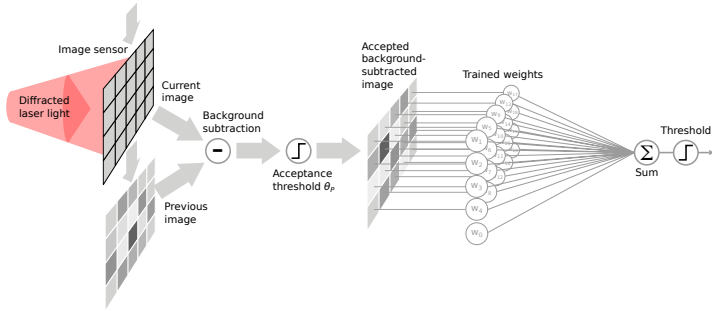 Image sensor
Diffracted
laser light
Current
image
Previous
image
Background
subtraction
–
Acceptance
threshold θP
Accepted
background-
subtracted
image
Trained weights
w1
w2
w3
w4
w0
w5
Σ
Sum
Threshold